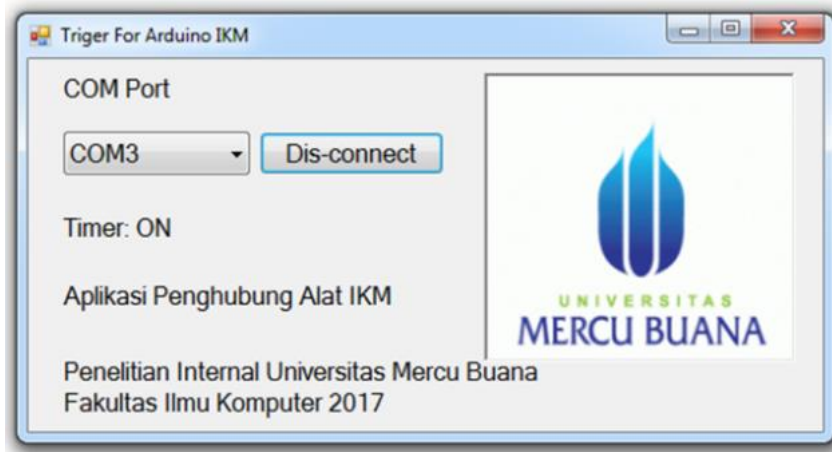 Triger For Arduino IKM
COM Port
COM3
Dis-connect
Timer: ON
Aplikasi Penghubung Alat IKM
UNIVERSITAS
MERCU BUANA
Penelitian Internal Universitas Mercu Buana
Fakultas Ilmu Komputer 2017